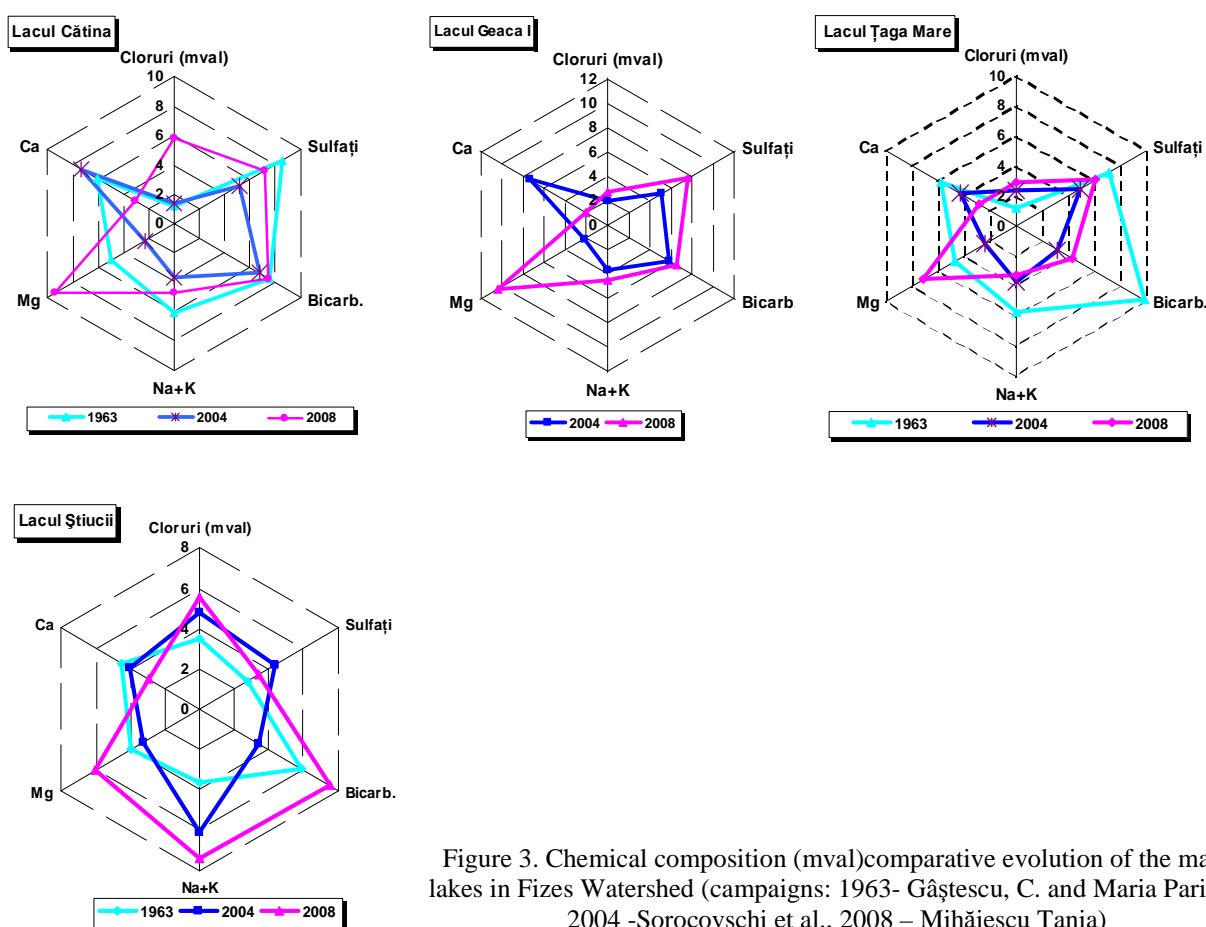 Lacul Cătina
Cloruri (mval)
10
8
6
4
2
0
Sulfați
Bicarb.
Na+K
Mg
Ca
1963 2004 2008
Lacul Geaca I
Cloruri (mval)
12
10
8
6
4
2
0
Sulfați
Bicarb
Na+K
Mg
Ca
2004 2008
Lacul Țaga Mare
Cloruri (mval)
10
8
6
4
2
0
Sulfați
Bicarb.
Na+K
Mg
Ca
1963 2004 2008
Lacul Știucii
Cloruri (mval)
8
6
4
2
0
Sulfați
Bicarb.
Na+K
Mg
Ca
1963 2004 2008
Figure 3. Chemical composition (mval)comparative evolution of the ma
lakes in Fizes Watershed (campaigns: 1963- Gâştescu, C. and Maria Pari
2004 -Sorocovschi et al., 2008 – Mihăiescu Tania)